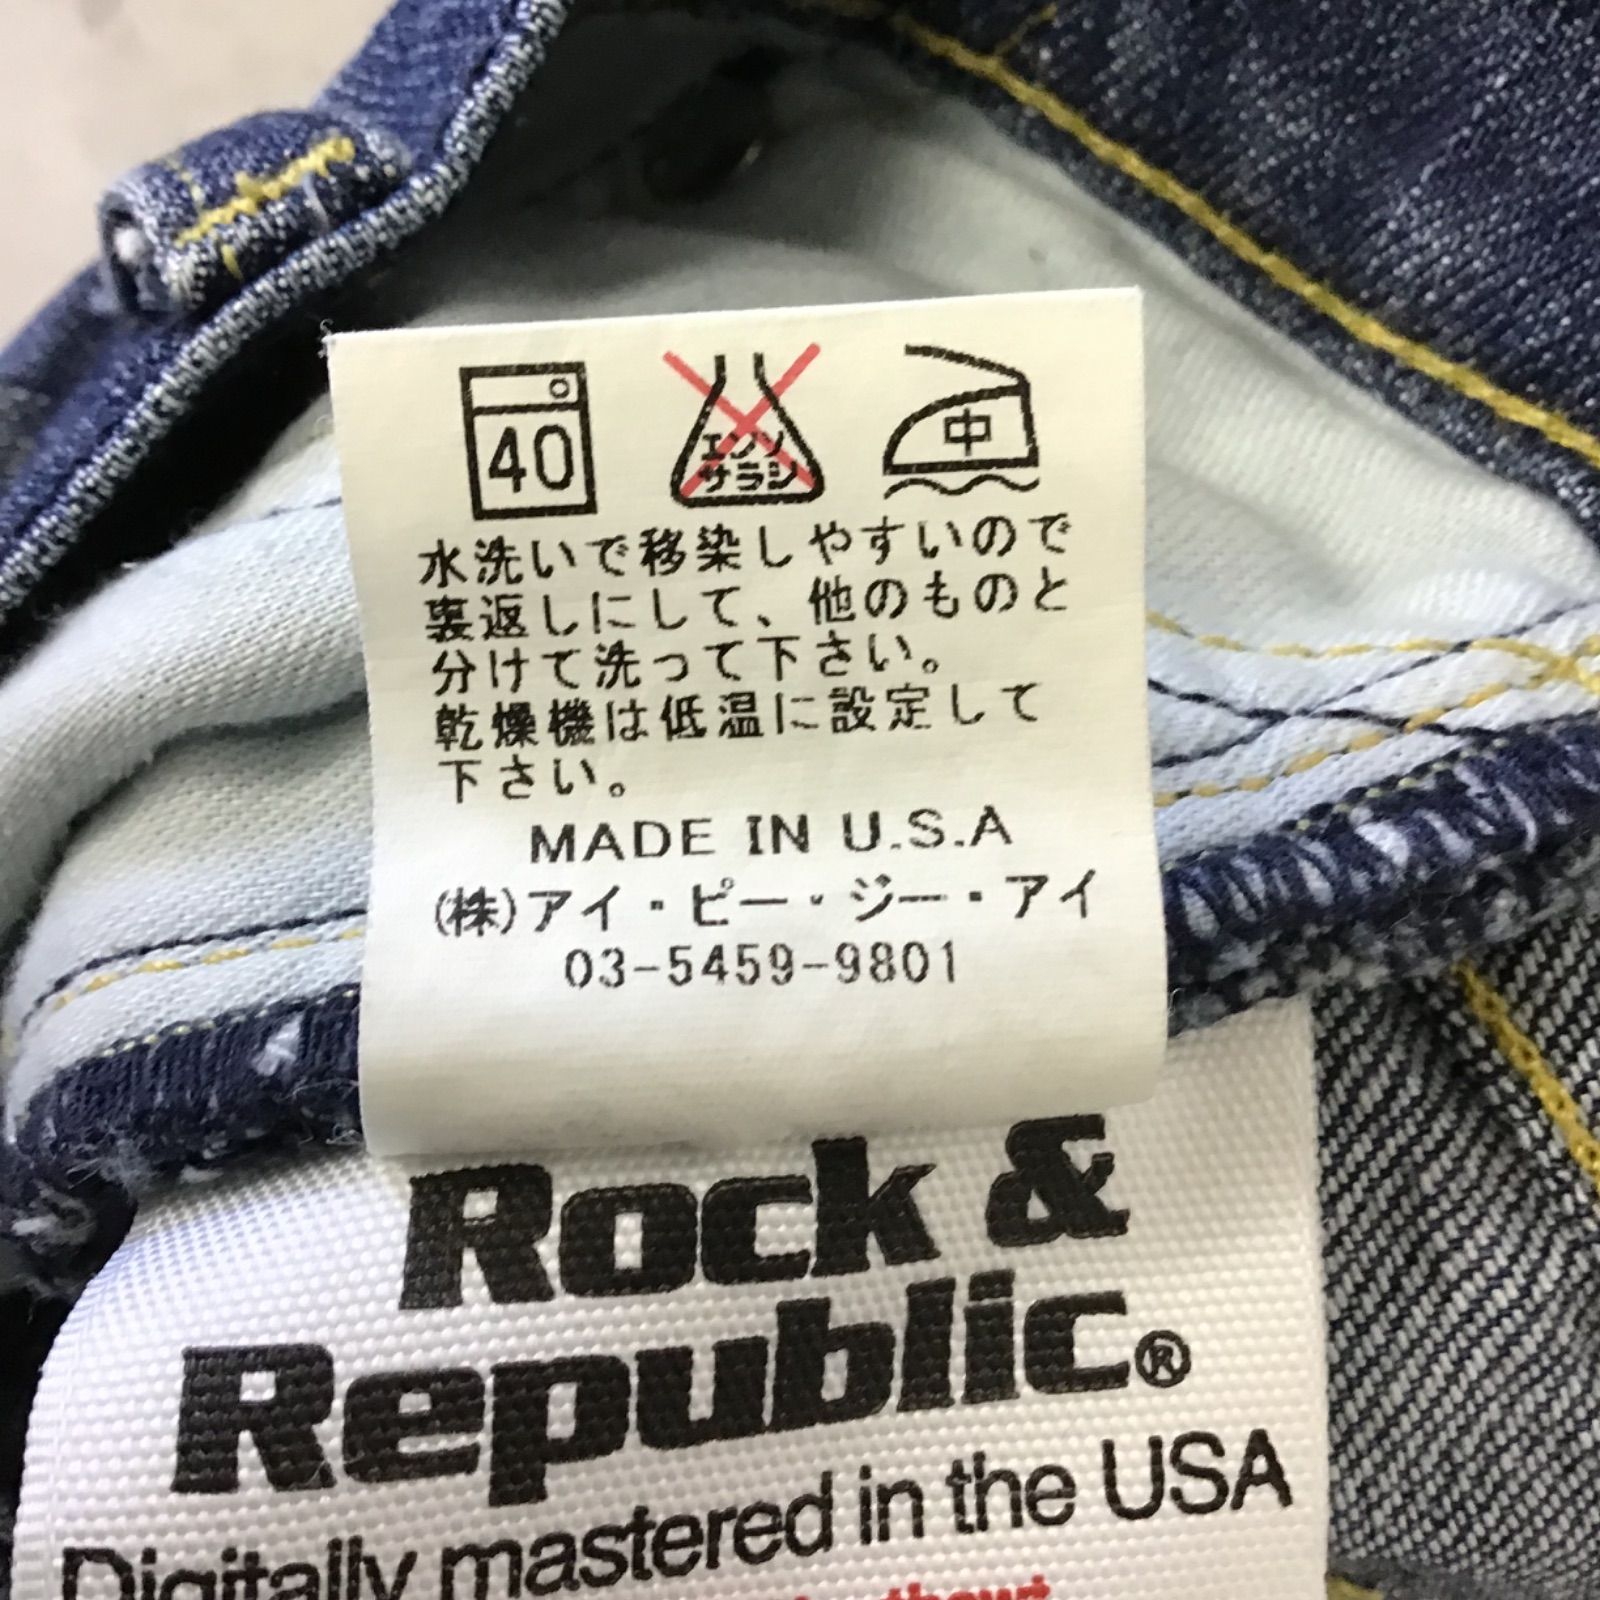 40
エンソ
サラシ
中
水洗いで移染しやすいので
裏返しにして、他のものと
分けて洗って下さい。
乾燥機は低温に設定して
下さい。
MADE IN U.S.A
(株)アイ・ピー・ジー・アイ
03-5459-9801
Rock &
Republic®
Digitally mastered in the USA